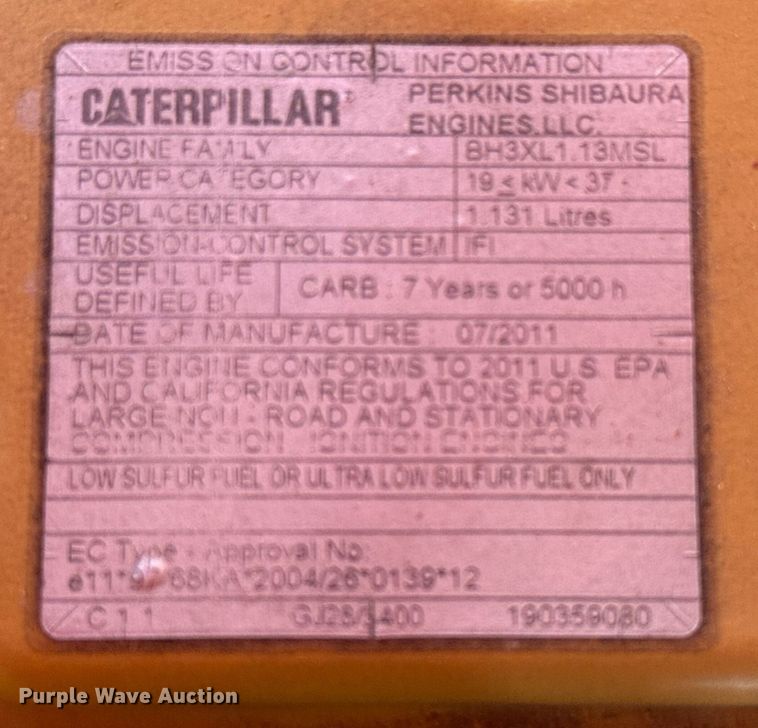 EMISSION CONTROL INFORMATION
CATERPILLAR PERKINS SHIBAURA
ENGINES LLC.
ENGINE FAMILY BH3XL1.13MSL
POWER CATEGORY 19 ≤ kW < 37
DISPLACEMENT 1.131 Litres
EMISSION-CONTROL SYSTEM IFI
USEFUL LIFE
DEFINED BY CARB : 7 Years or 5000 h
DATE OF MANUFACTURE 07/2011
THIS ENGINE CONFORMS TO 2011 U.S EPA
AND CALIFORNIA REGULATIONS FOR
LARGE NON - ROAD AND STATIONARY
COMPRESSION - IGNITION ENGINES
LOW SULFUR FUEL OR ULTRA LOW SULFUR FUEL ONLY
EC Type - Approval No:
C 1 1 190359080
Purple Wave Auction